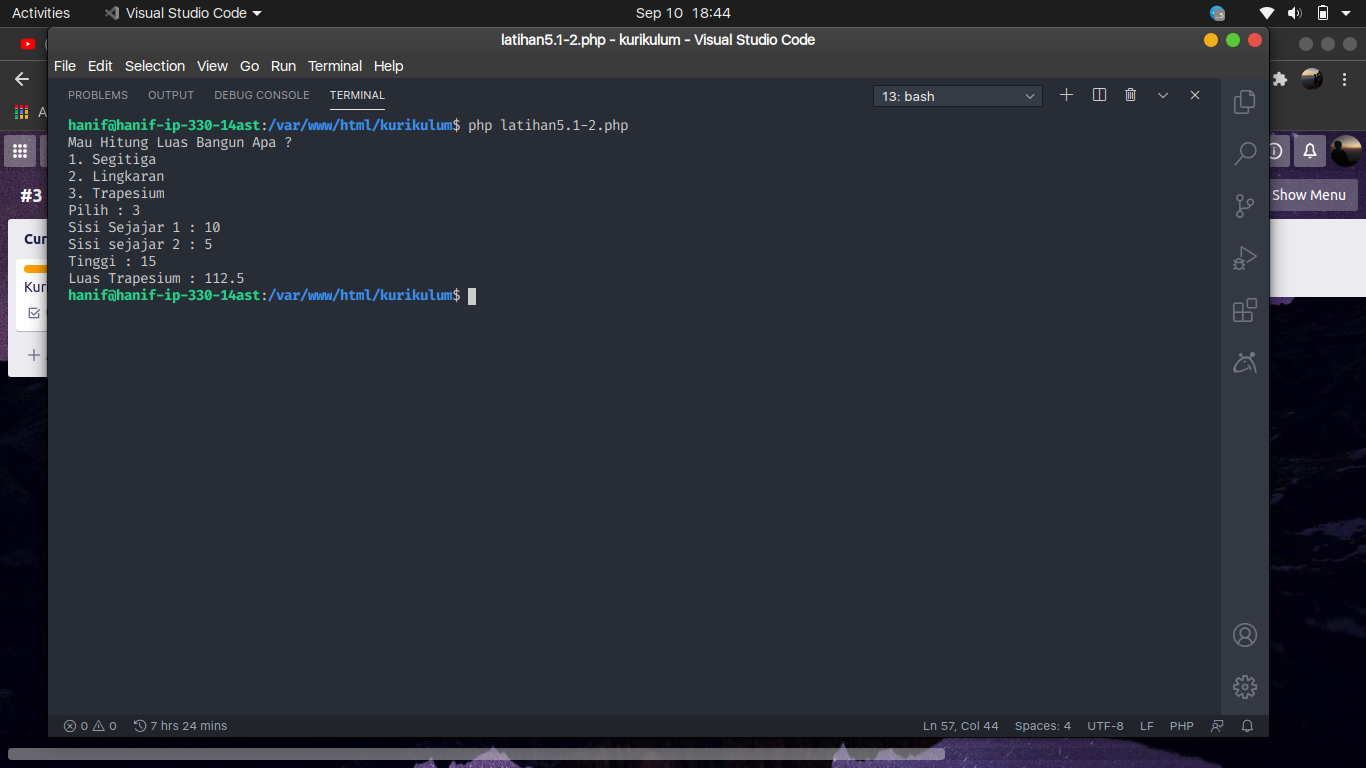 Activities
Visual Studio Code
Sep 10 18:44
latihan5.1-2.php - kurikulum - Visual Studio Code
File Edit Selection View Go Run Terminal Help
PROBLEMS OUTPUT DEBUG CONSOLE TERMINAL
13: bash
hanif@hanif-ip-330-14ast:/var/www/html/kurikulum$ php latihan5.1-2.php
Mau Hitung Luas Bangun Apa ?
1. Segitiga
2. Lingkaran
3. Trapesium
Pilih : 3
Sisi Sejajar 1 : 10
Sisi sejajar 2 : 5
Tinggi : 15
Luas Trapesium : 112.5
hanif@hanif-ip-330-14ast:/var/www/html/kurikulum$
#3
Show Menu
Cur
Kur
0 0 7 hrs 24 mins
Ln 57, Col 44 Spaces: 4 UTF-8 LF PHP